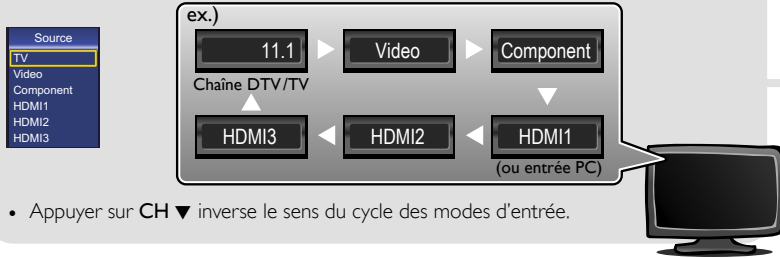 Source
TV
Video
Component
HDMI1
HDMI2
HDMI3
ex.)
11.1 Video Component
Chaîne DTV/TV
HDMI3 HDMI2 HDMI1
(ou entrée PC)
• Appuyer sur CH ▼ inverse le sens du cycle des modes d'entrée.